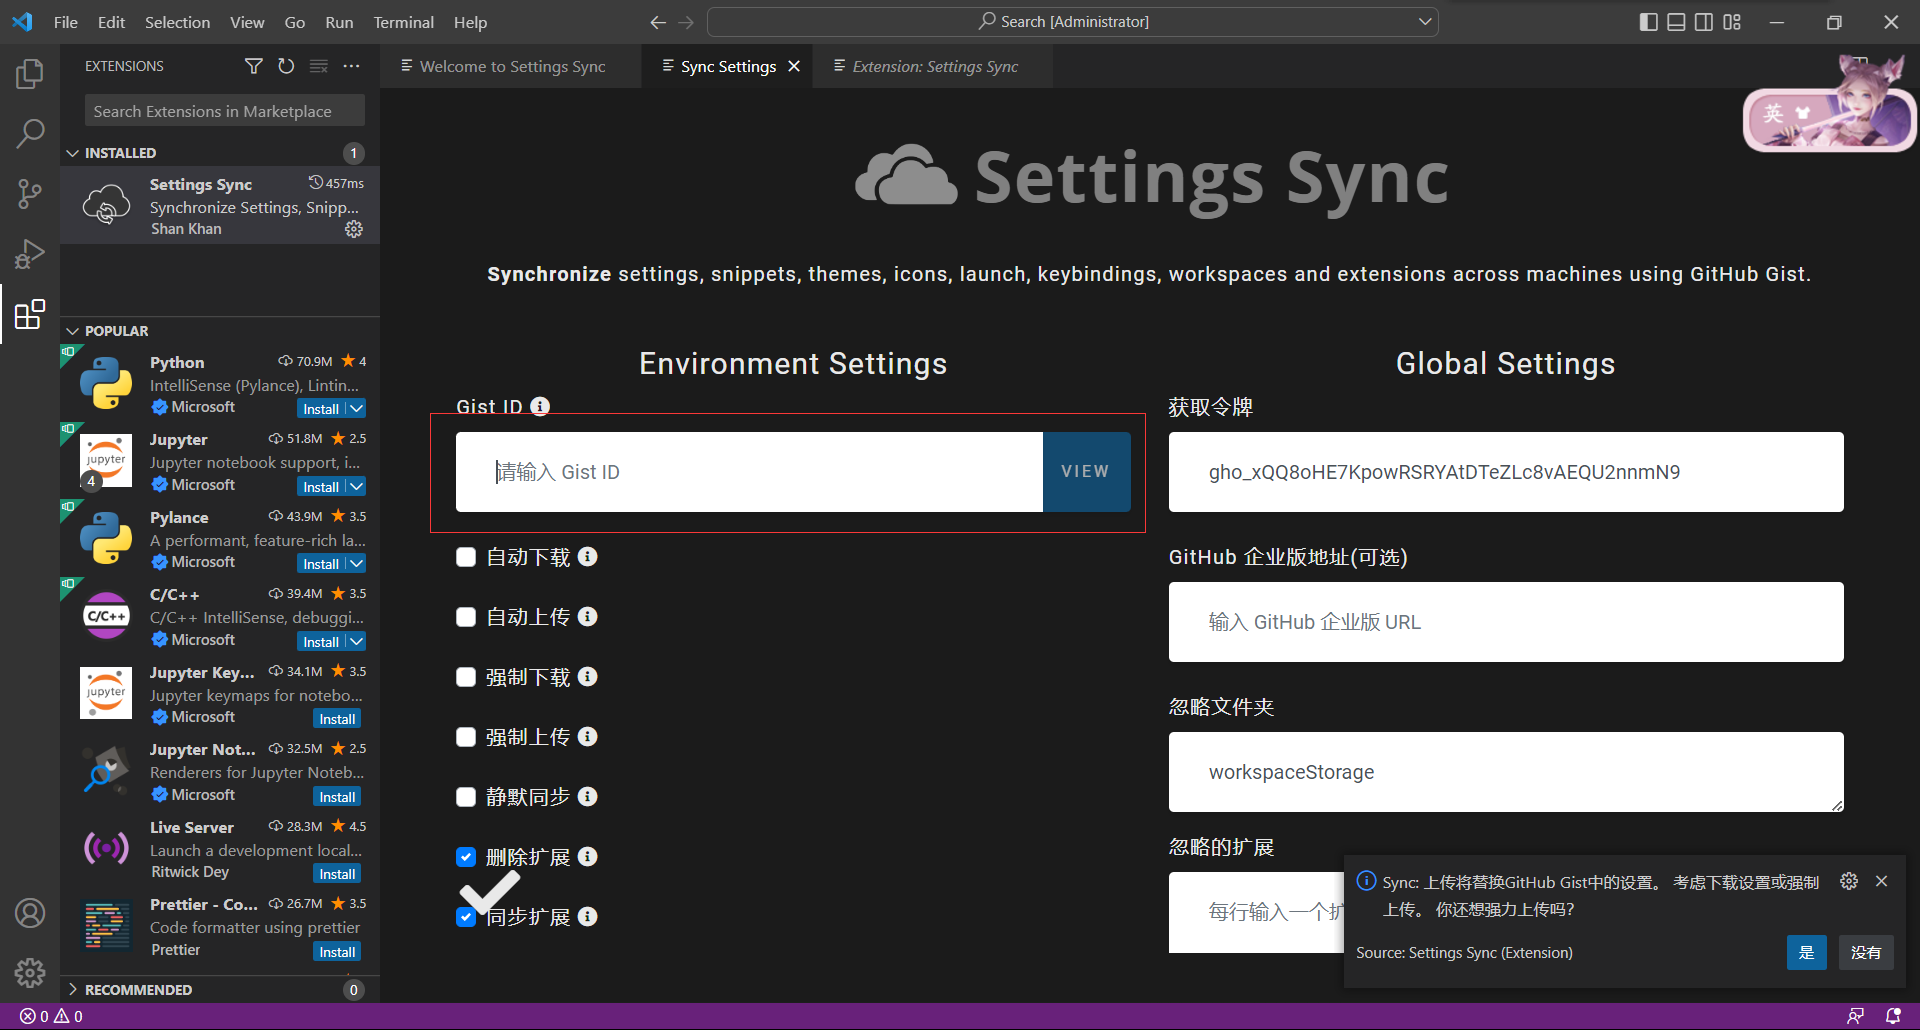 File Edit Selection View Go Run Terminal Help
Search [Administrator]
EXTENSIONS
Search Extensions in Marketplace
INSTALLED 1
Settings Sync 457ms
Synchronize Settings, Snipp...
Shan Khan
POPULAR
Python 70.9M 4
IntelliSense (Pylance), Lintin...
Microsoft Install
Jupyter 51.8M 2.5
Jupyter notebook support, i...
Microsoft Install
jupyter
4
Pylance 43.9M 3.5
A performant, feature-rich la...
Microsoft Install
C/C++ 39.4M 3.5
C/C++ IntelliSense, debuggi...
Microsoft Install
C/C++
Jupyter Key... 34.1M 3.5
Jupyter keymaps for notebo...
Microsoft Install
jupyter
Jupyter Not... 32.5M 2.5
Renderers for Jupyter Noteb...
Microsoft Install
Live Server 28.3M 4.5
Launch a development local...
Ritwick Dey Install
Prettier - Co... 26.7M 3.5
Code formatter using prettier
Prettier Install
RECOMMENDED 0
Welcome to Settings Sync Sync Settings Extension: Settings Sync
英
Settings Sync
Synchronize settings, snippets, themes, icons, launch, keybindings, workspaces and extensions across machines using GitHub Gist.
Environment Settings
Gist ID
请输入 Gist ID VIEW
自动下载
自动上传
强制下载
强制上传
静默同步
删除扩展
同步扩展
Global Settings
获取令牌
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
GitHub 企业版地址(可选)
输入 GitHub 企业版 URL
忽略文件夹
workspaceStorage
忽略的扩展
每行输入一个扩
Sync: 上传将替换GitHub Gist中的设置。 考虑下载设置或强制
上传。 你还想强力上传吗?
Source: Settings Sync (Extension) 是 没有
0 0